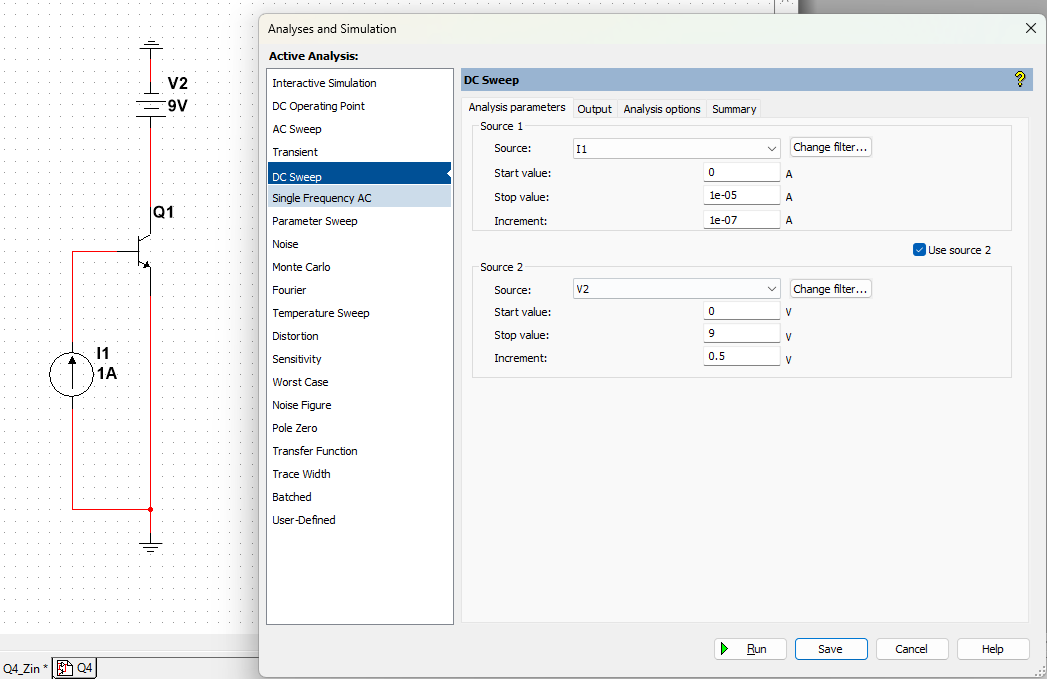 Analyses and Simulation
Active Analysis:
Interactive Simulation
DC Operating Point
AC Sweep
Transient
DC Sweep
Single Frequency AC
Parameter Sweep
Noise
Monte Carlo
Fourier
Temperature Sweep
Distortion
Sensitivity
Worst Case
Noise Figure
Pole Zero
Transfer Function
Trace Width
Batched
User-Defined
DC Sweep
Analysis parameters Output Analysis options Summary
Source 1
Source: I1 Change filter...
Start value: 0 A
Stop value: 1e-05 A
Increment: 1e-07 A
Use source 2
Source 2
Source: V2 Change filter...
Start value: 0 V
Stop value: 9 V
Increment: 0.5 V
Run Save Cancel Help
V2
9V
Q1
I1
1A
Q4_Zin * Q4